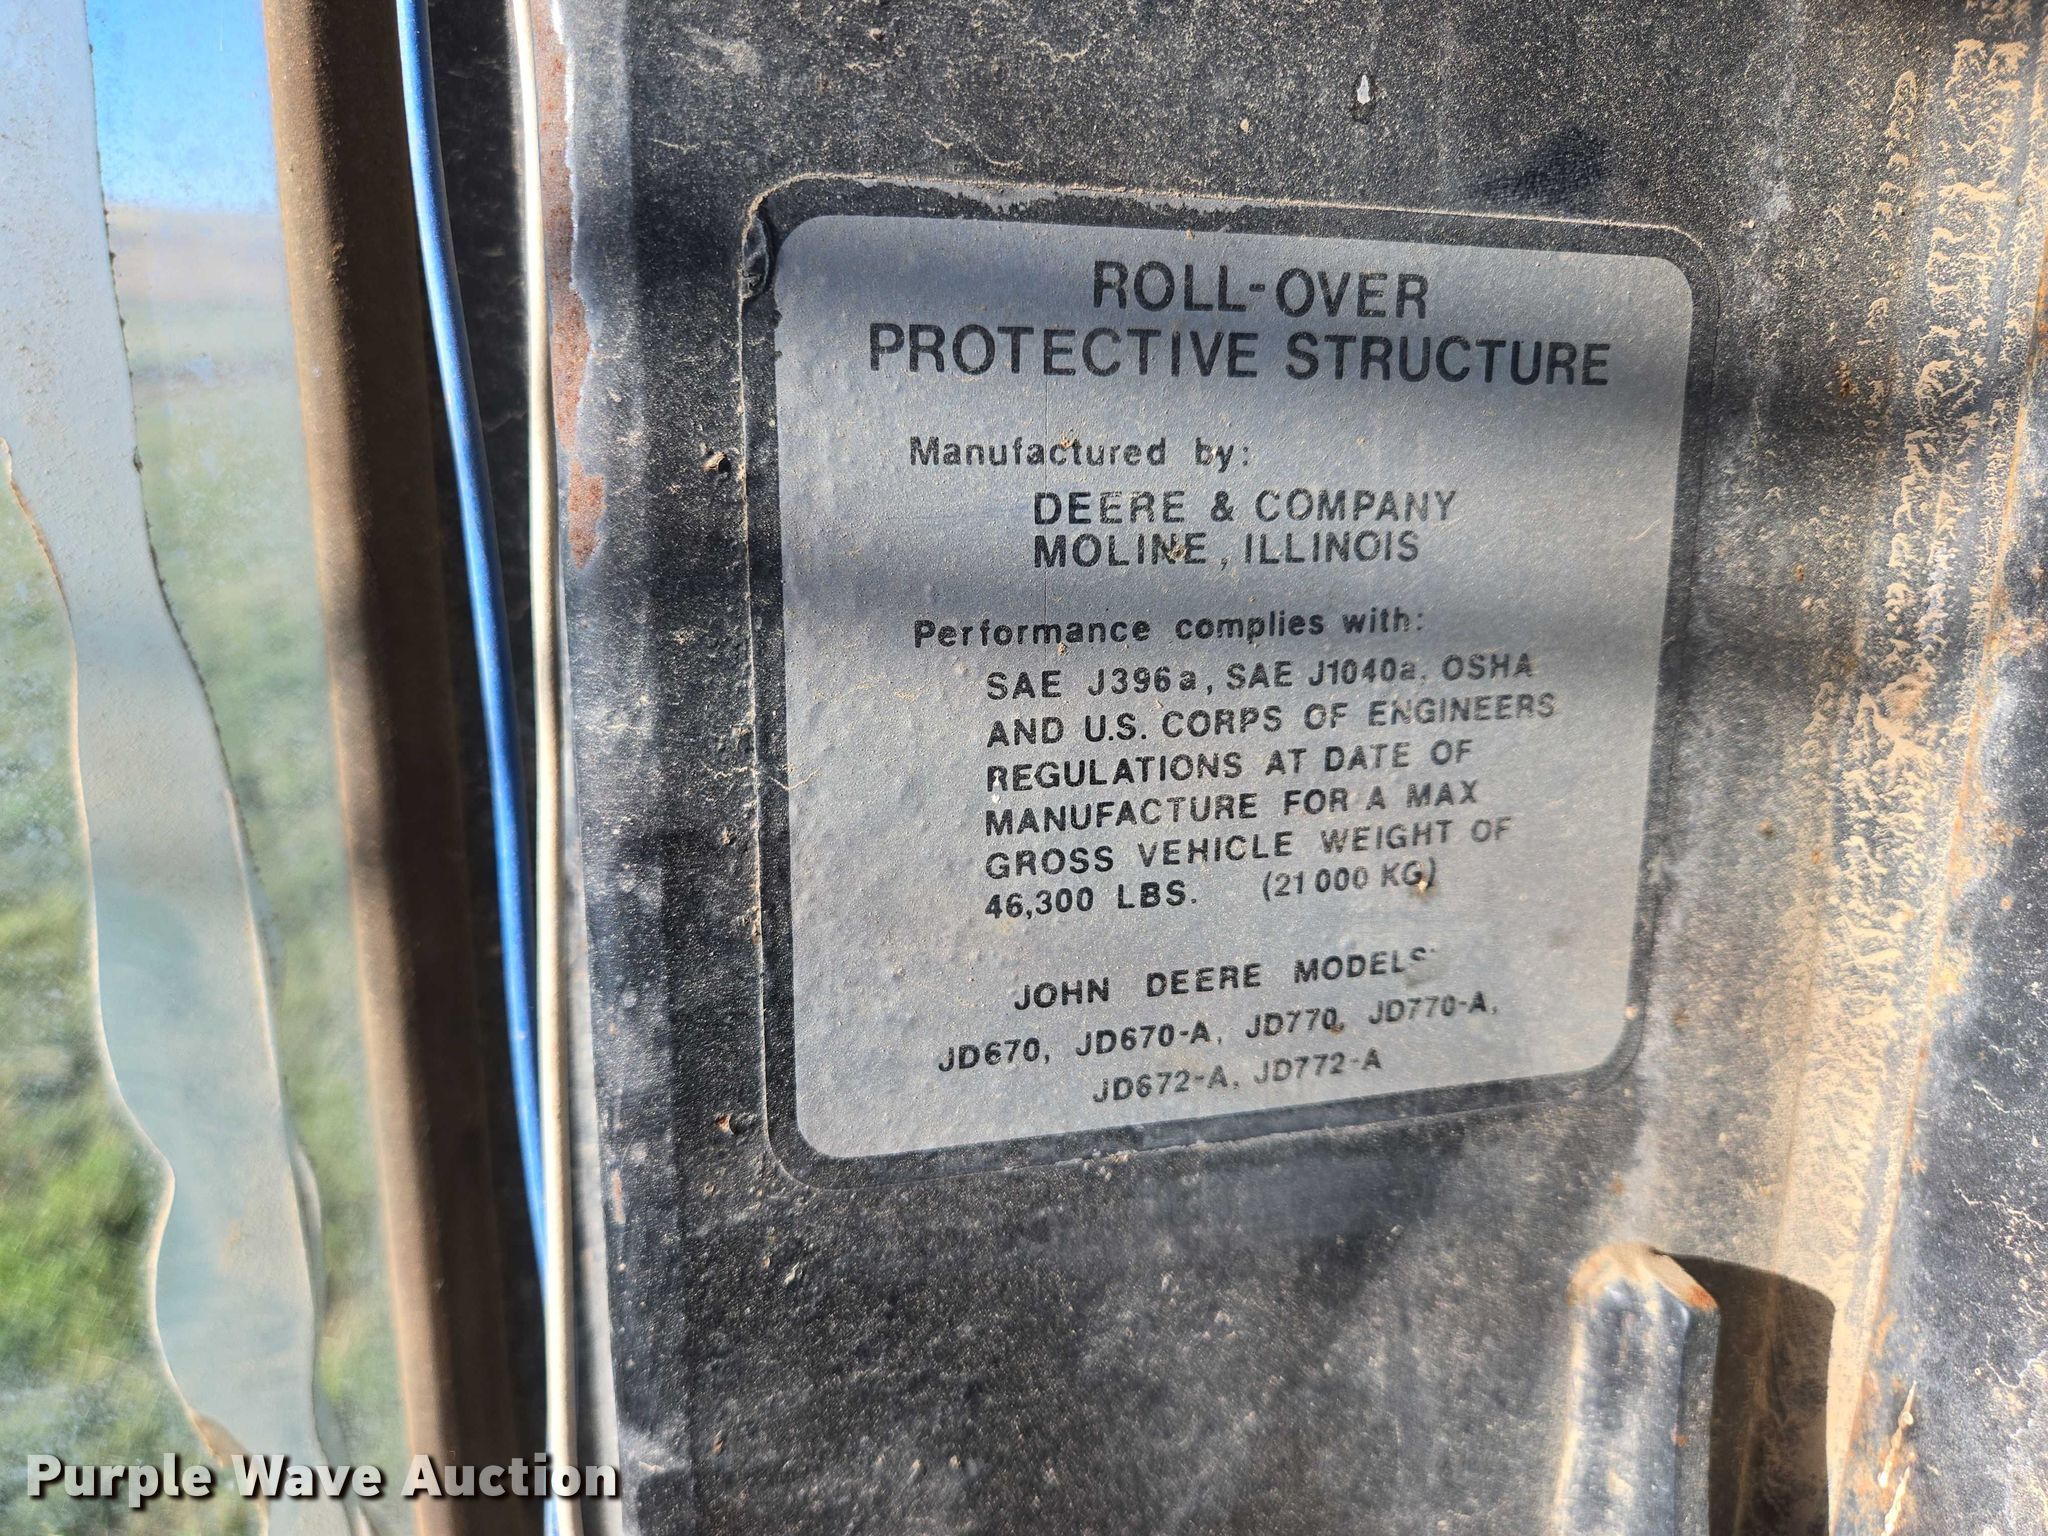 ROLL-OVER
PROTECTIVE STRUCTURE
Manufactured by:
DEERE & COMPANY
MOLINE, ILLINOIS
Performance complies with:
SAE J396a, SAE J1040a, OSHA
AND U.S. CORPS OF ENGINEERS
REGULATIONS AT DATE OF
MANUFACTURE FOR A MAX
GROSS VEHICLE WEIGHT OF
46,300 LBS. (21 000 KG)
JOHN DEERE MODELS:
JD670, JD670-A, JD770, JD770-A,
JD672-A, JD772-A
Purple Wave Auction